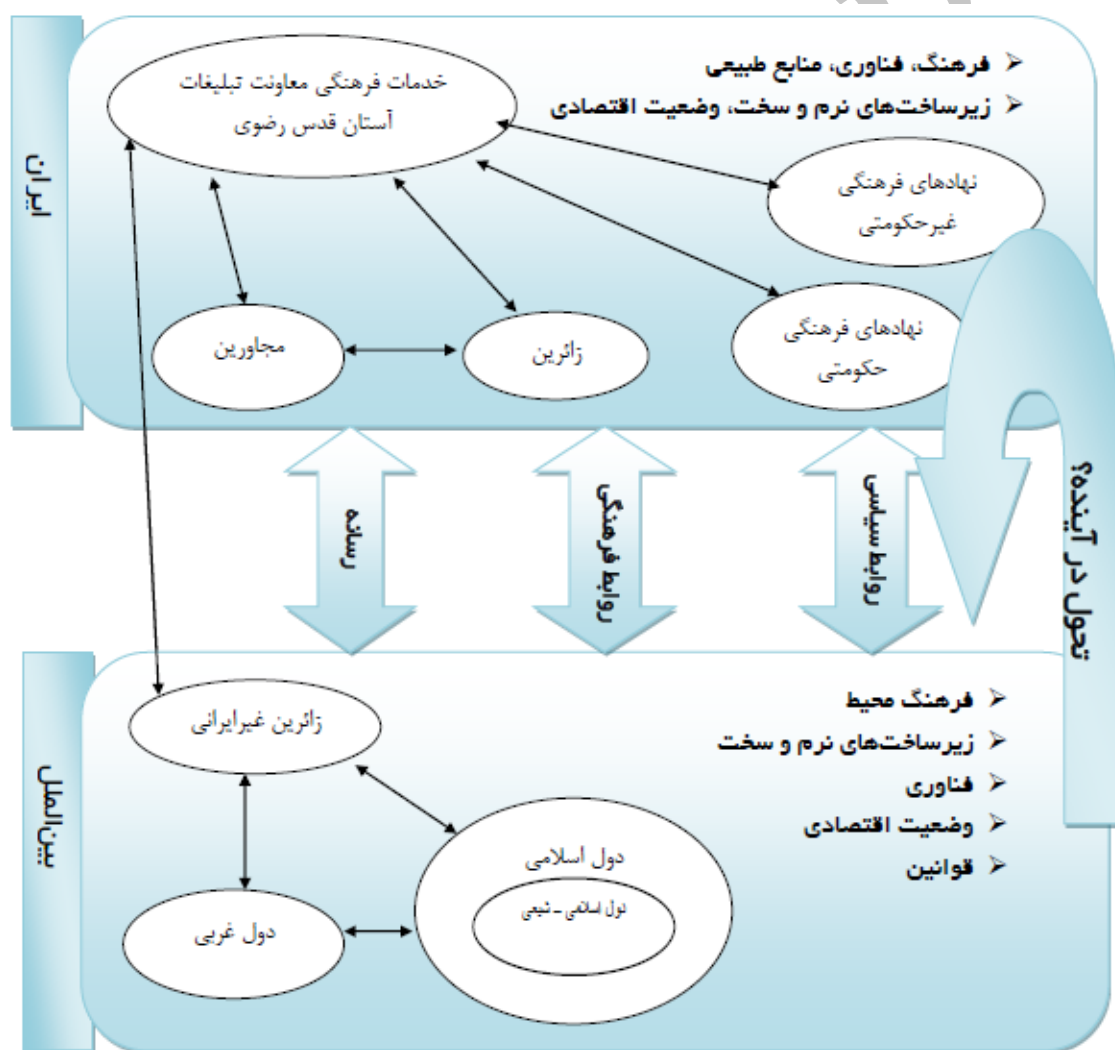 فرهنگ، فناوری، منابع طبیعی
زیرساخت‌های نرم و سخت، وضعیت اقتصادی
خدمات فرهنگی معاونت تبلیغات
آستان قدس رضوی
نهادهای فرهنگی
غیرحکومتی
نهادهای فرهنگی
حکومتی
زائرین
مجاورین
ایران
تحول در آینده؟
روابط سیاسی
روابط فرهنگی
رسانه
فرهنگ محیط
زیرساخت‌های نرم و سخت
فناوری
وضعیت اقتصادی
قوانین
زائرین غیرایرانی
دول اسلامی
دول اسلامی - شیعی
دول غربی
بین‌الملل